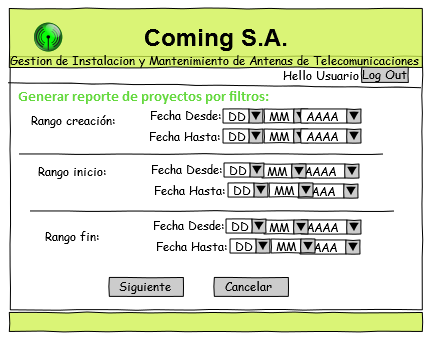 Coming S.A.
Gestion de Instalacion y Mantenimiento de Antenas de Telecomunicaciones
Hello Usuario Log Out
Generar reporte de proyectos por filtros:
Rango creación: Fecha Desde: DD MM AAAA
Fecha Hasta: DD MM AAAA
Rango inicio: Fecha Desde: DD MM AAAA
Fecha Hasta: DD MM AAAA
Rango fin: Fecha Desde: DD MM AAAA
Fecha Hasta: DD MM AAAA
Siguiente Cancelar